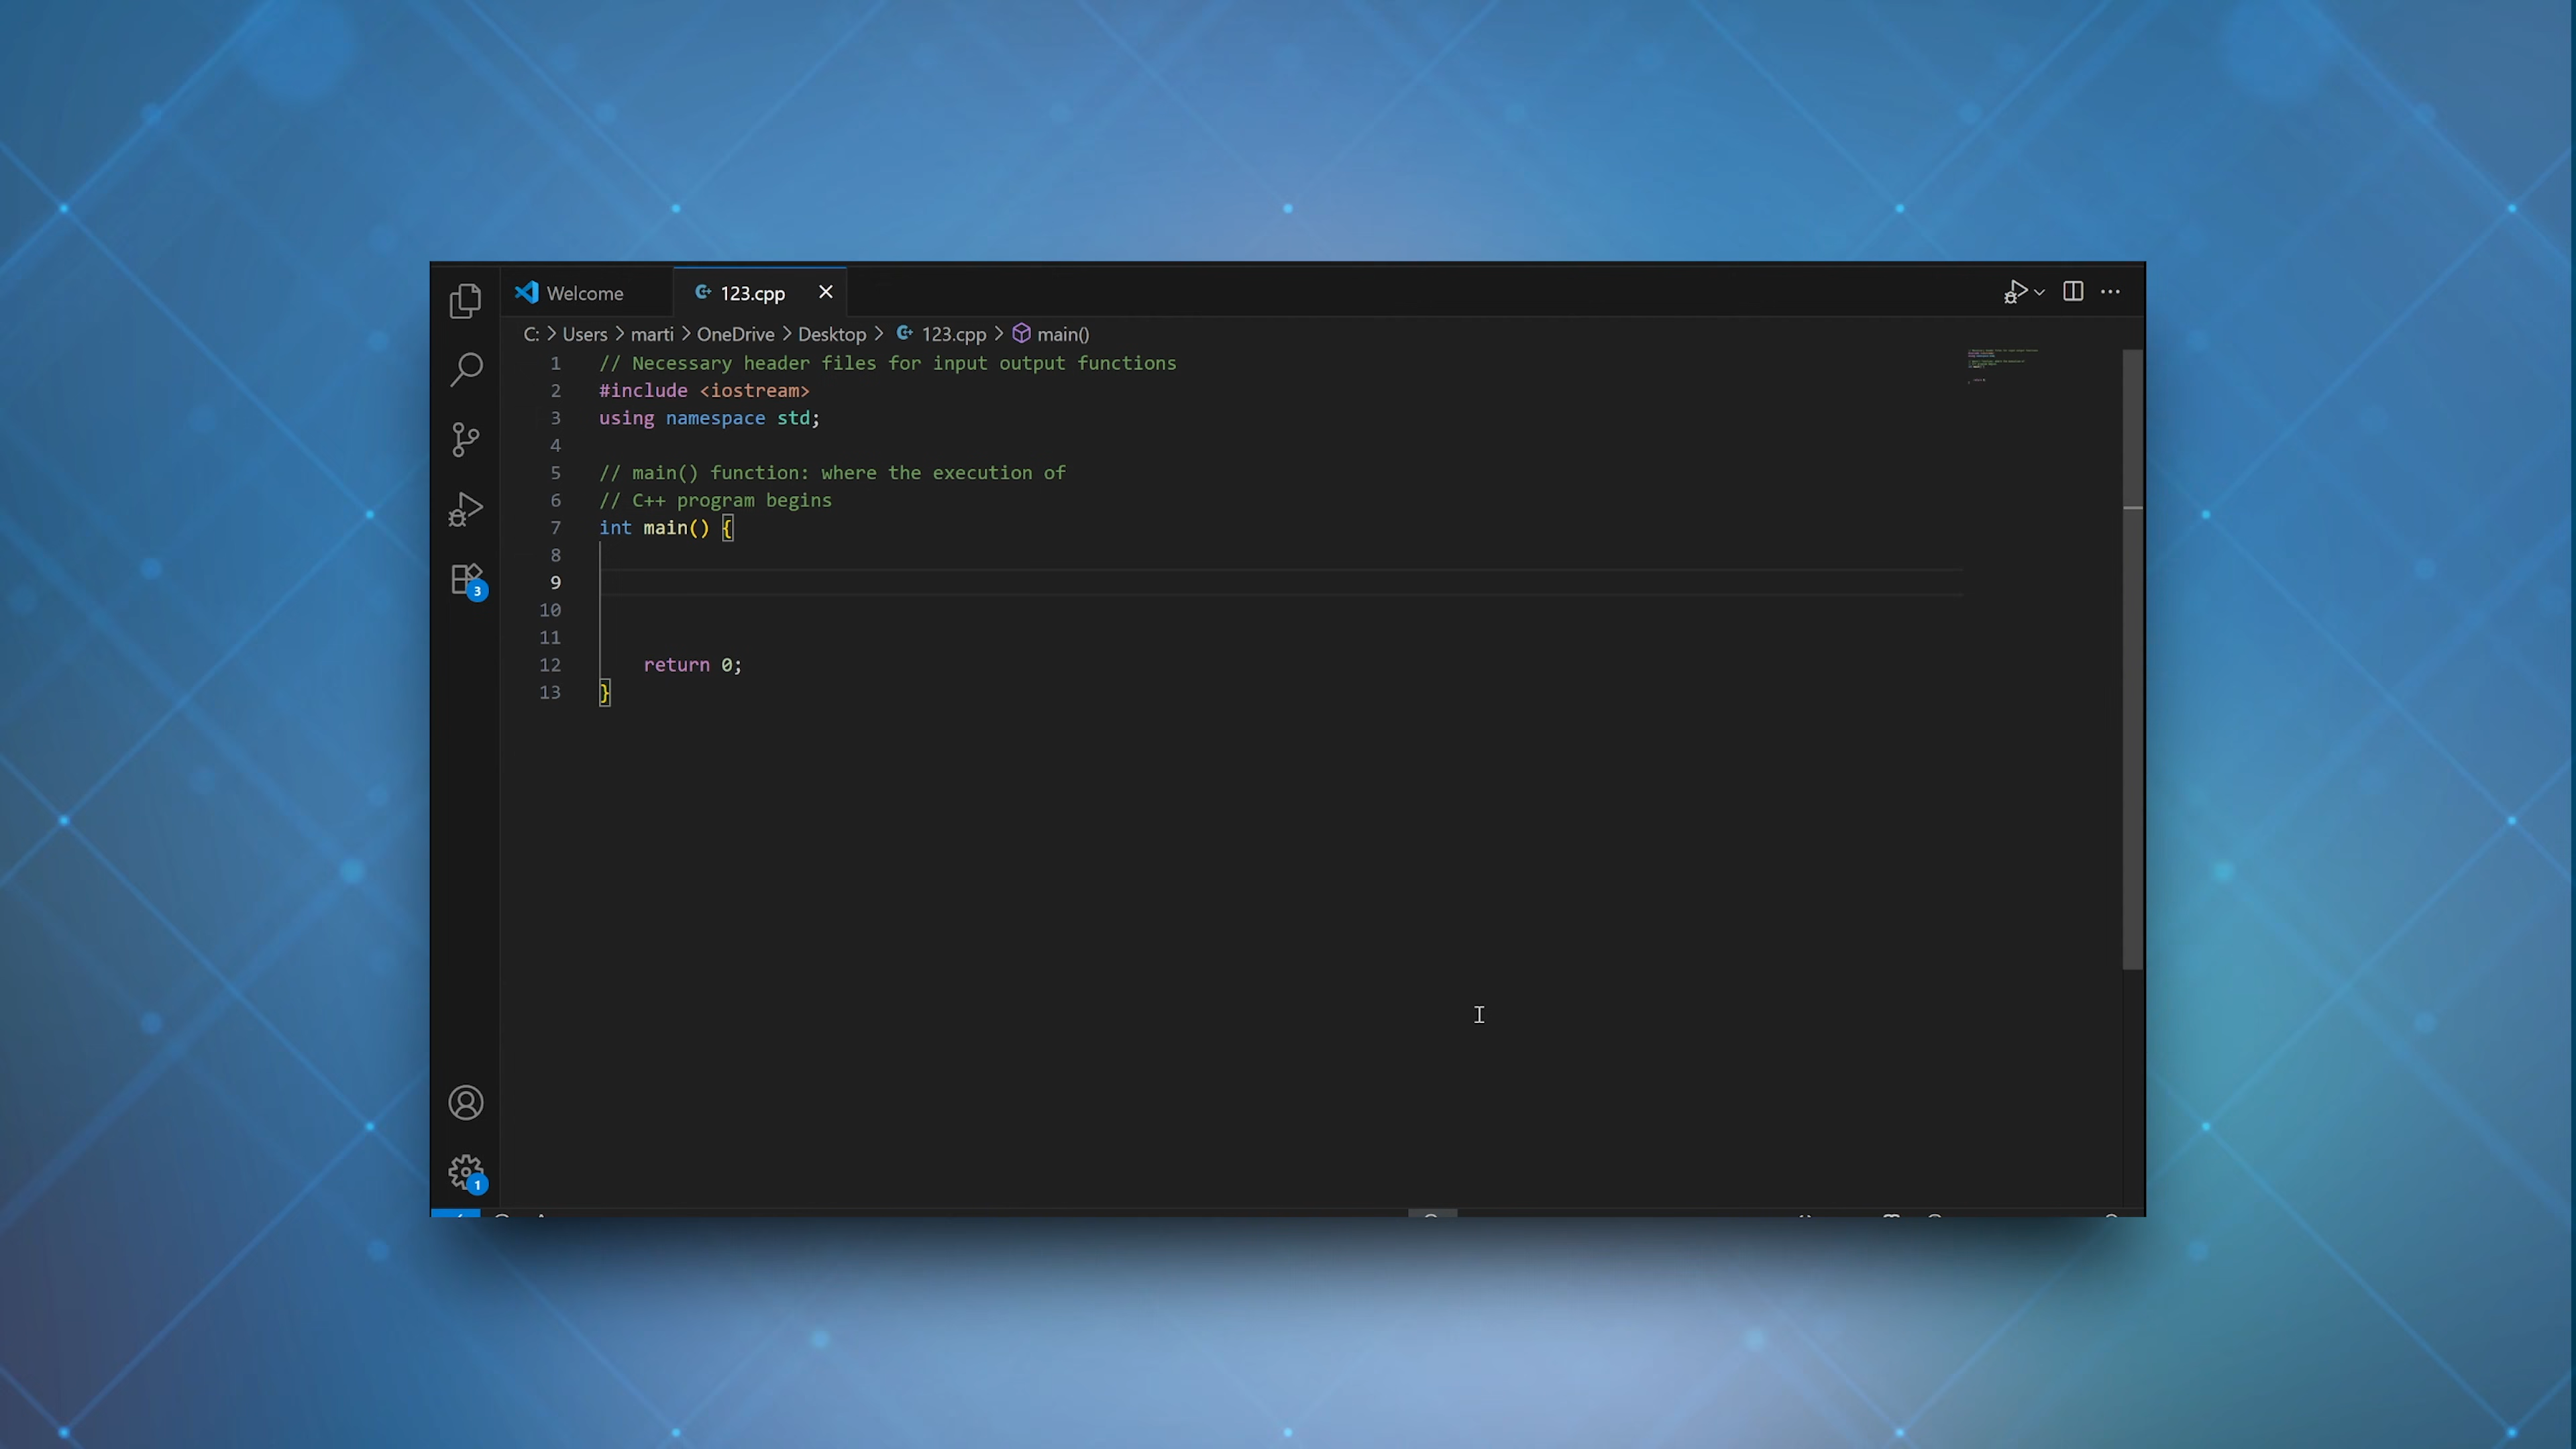 Welcome 123.cpp
C: > Users > marti > OneDrive > Desktop > 123.cpp > main()
1 // Necessary header files for input output functions
2 #include <iostream>
3 using namespace std;
4
5 // main() function: where the execution of
6 // C++ program begins
7 int main() {
8
9
10
11
12 return 0;
13 }
3
1